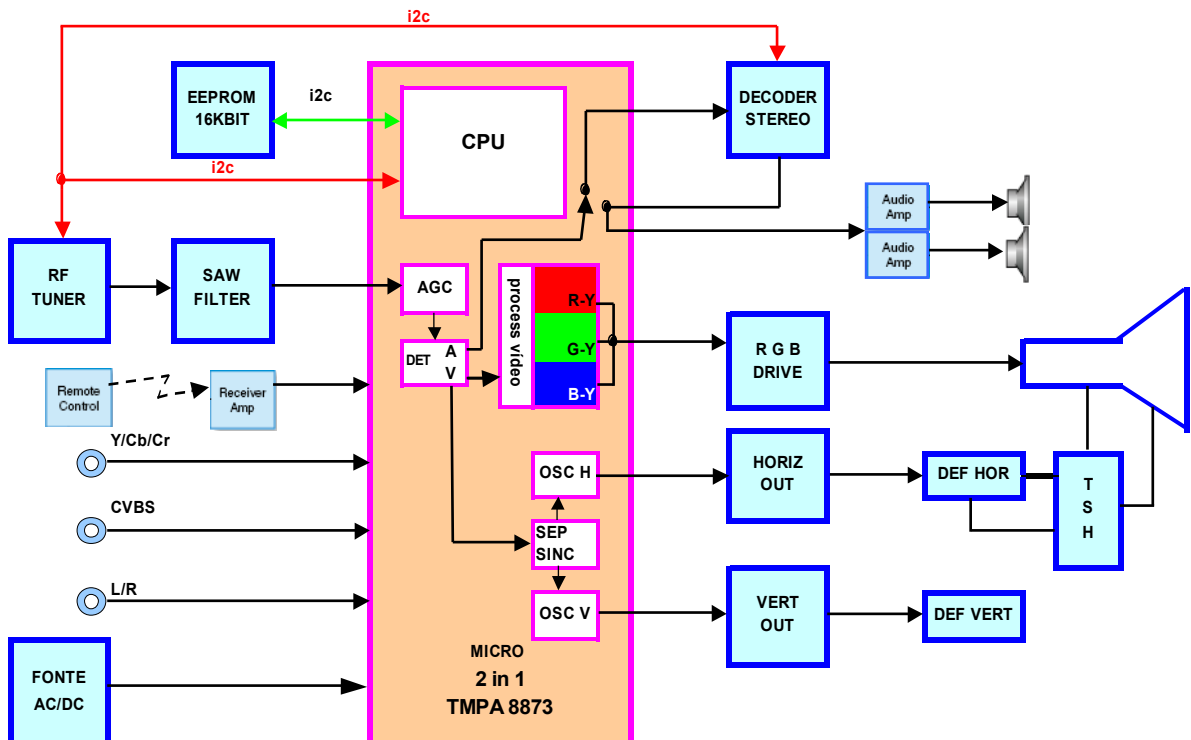 i2c
EEPROM
16KBIT
i2c
CPU
DECODER
STEREO
i2c
Audio
Amp
Audio
Amp
RF
TUNER
SAW
FILTER
AGC
DET
A
V
process video
R-Y
G-Y
B-Y
R G B
DRIVE
Remote
Control
Receiver
Amp
Y/Cb/Cr
CVBS
L/R
OSC H
SEP
SINC
OSC V
HORIZ
OUT
DEF HOR
T
S
H
VERT
OUT
DEF VERT
FONTE
AC/DC
MICRO
2 in 1
TMPA 8873